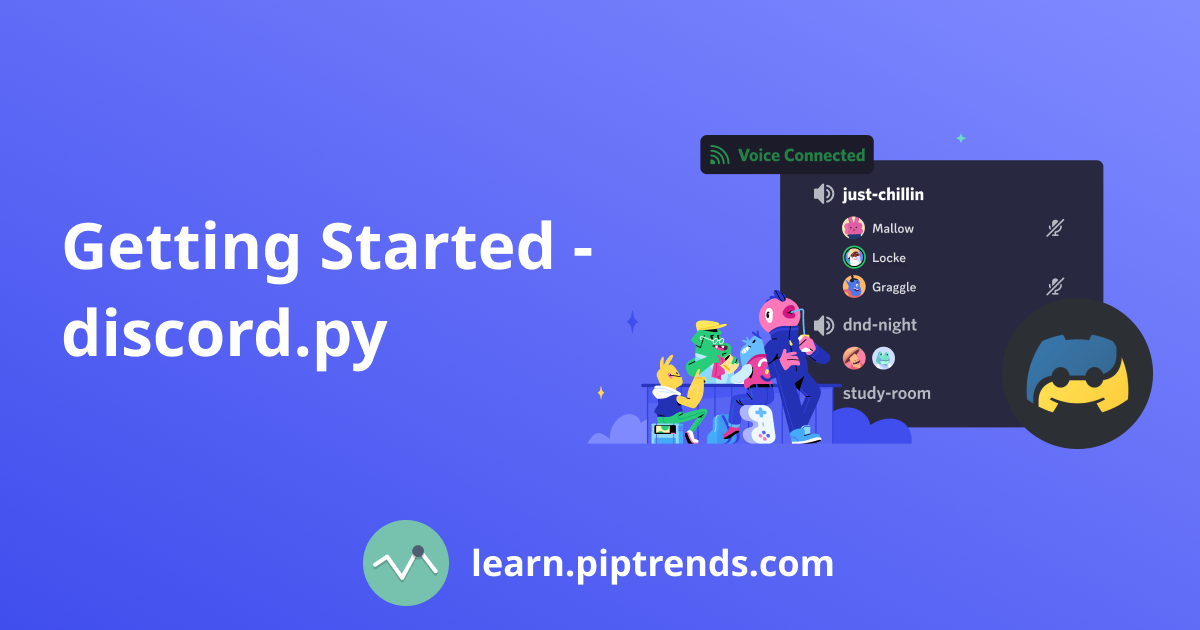 Getting Started -
discord.py
Voice Connected
just-chillin
Mallow
Locke
Graggle
dnd-night
study-room
learn.piptrends.com